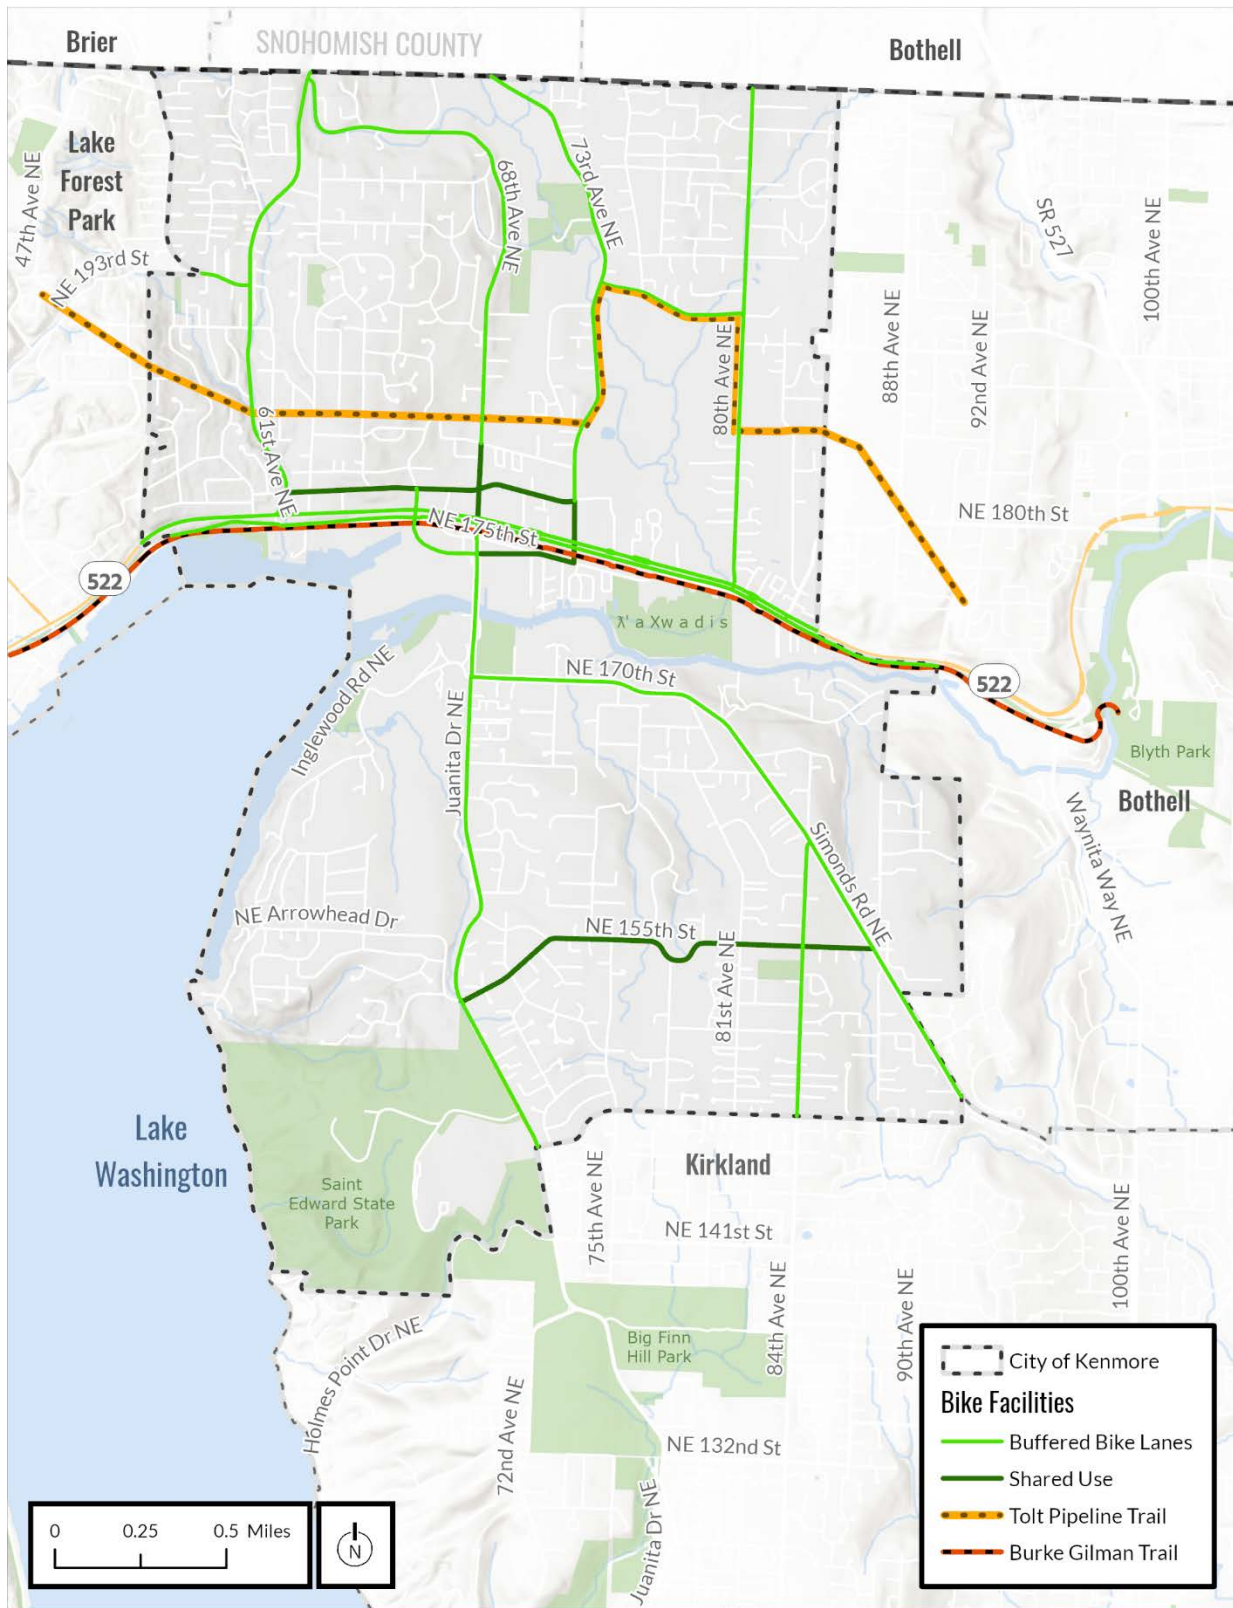 Brier
SNOHOMISH COUNTY
Bothell
Lake
Forest
Park
47th Ave NE
NE 193rd St
68th Ave NE
73rd Ave NE
SR 527
100th Ave NE
88th Ave NE
92nd Ave NE
80th Ave NE
61st Ave NE
NE 175th St
NE 180th St
522
ƛ' a X w a d i s
NE 170th St
522
Inglewood Rd NE
Juanita Dr NE
Blyth Park
Bothell
Simonds Rd NE
Waynita Way NE
NE Arrowhead Dr
NE 155th St
81st Ave NE
Lake
Washington
Saint
Edward State
Park
Kirkland
75th Ave NE
NE 141st St
100th Ave NE
84th Ave NE
90th Ave NE
Holmes Point Dr NE
Big Finn
Hill Park
72nd Ave NE
NE 132nd St
Juanita Dr NE
City of Kenmore
Bike Facilities
Buffered Bike Lanes
Shared Use
Tolt Pipeline Trail
Burke Gilman Trail
0 0.25 0.5 Miles
N